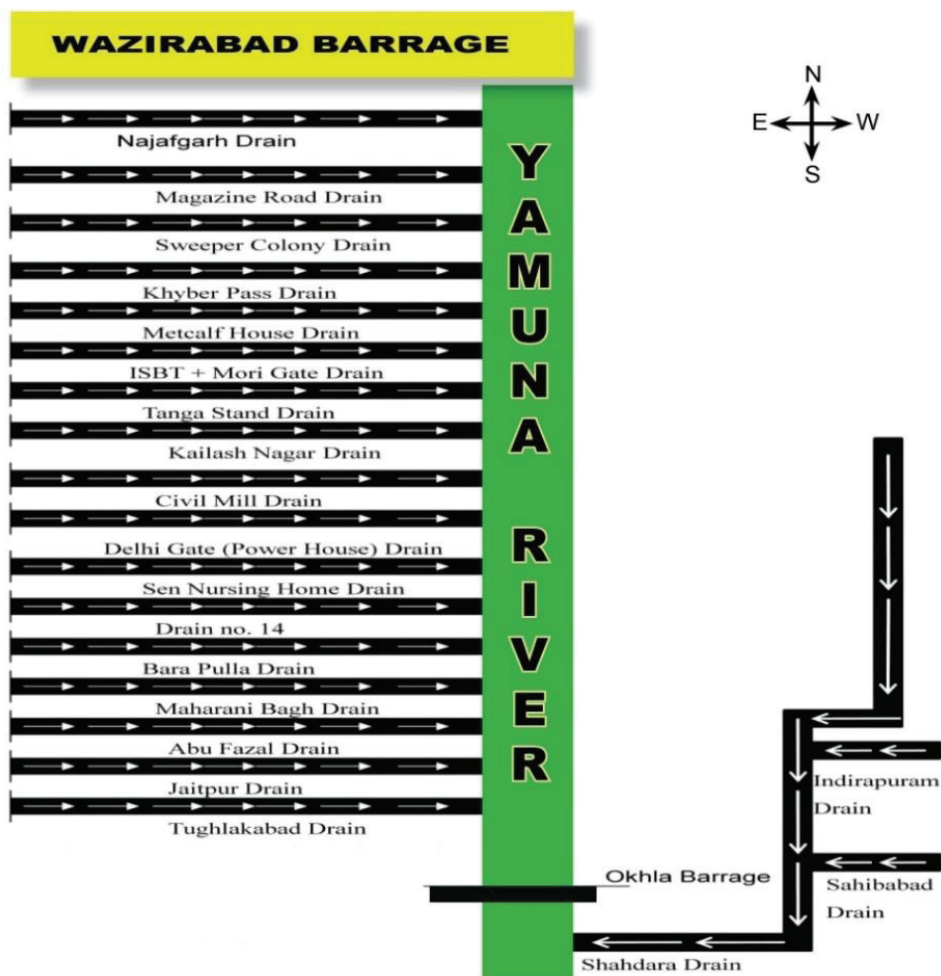 WAZIRABAD BARRAGE
N
E W
S
Najafgarh Drain
Magazine Road Drain
Sweeper Colony Drain
Khyber Pass Drain
Metcalf House Drain
ISBT + Mori Gate Drain
Tanga Stand Drain
Kailash Nagar Drain
Civil Mill Drain
Delhi Gate (Power House) Drain
Sen Nursing Home Drain
Drain no. 14
Bara Pulla Drain
Maharani Bagh Drain
Abu Fazal Drain
Jaitpur Drain
Tughlakabad Drain
YAMUNA RIVER
Indirapuram
Drain
Okhla Barrage
Sahibabad
Drain
Shahdara Drain